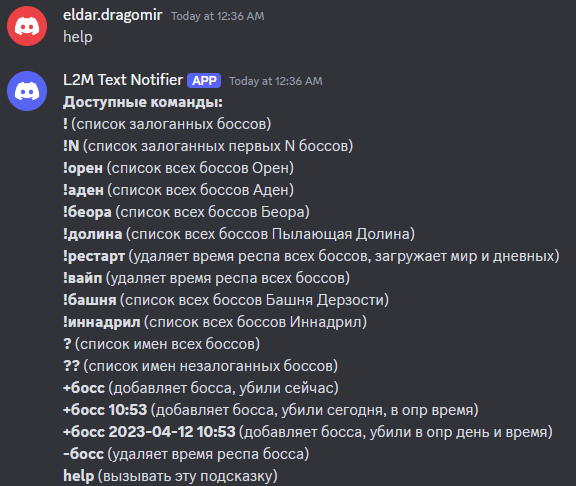 eldar.dragomir Today at 12:36 AM
help
L2M Text Notifier APP Today at 12:36 AM
Доступные команды:
! (список залоганных боссов)
!N (список залоганных первых N боссов)
!орен (список всех боссов Орен)
!аден (список всех боссов Аден)
!беора (список всех боссов Беора)
!долина (список всех боссов Пылающая Долина)
!рестарт (удаляет время респа всех боссов, загружает мир и дневных)
!вайп (удаляет время респа всех боссов)
!башня (список всех боссов Башня Дерзости)
!иннадрил (список всех боссов Иннадрил)
? (список имен всех боссов)
?? (список имен незалоганных боссов)
+босс (добавляет босса, убили сейчас)
+босс 10:53 (добавляет босса, убили сегодня, в опр время)
+босс 2023-04-12 10:53 (добавляет босса, убили в опр день и время)
-босс (удаляет время респа босса)
help (вызывать эту подсказку)